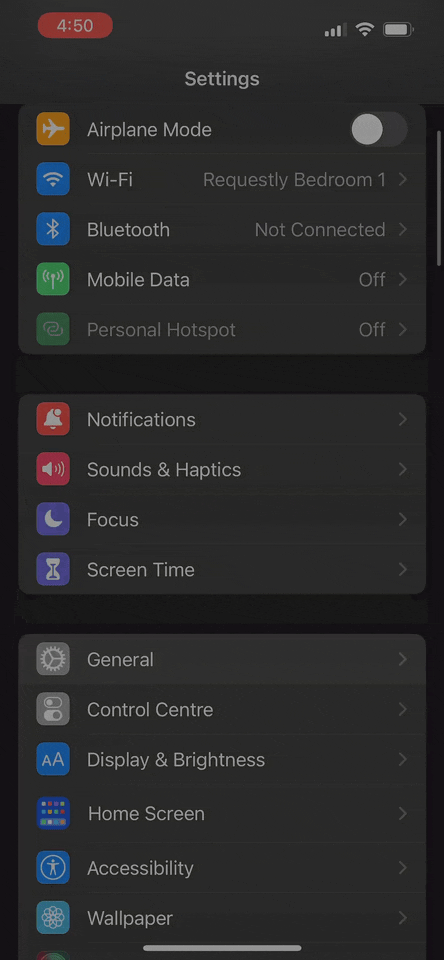 4:50
Settings
Airplane Mode
Wi-Fi Requestly Bedroom 1
Bluetooth Not Connected
Mobile Data Off
Personal Hotspot Off
Notifications
Sounds & Haptics
Focus
Screen Time
General
Control Centre
AA Display & Brightness
Home Screen
Accessibility
Wallpaper